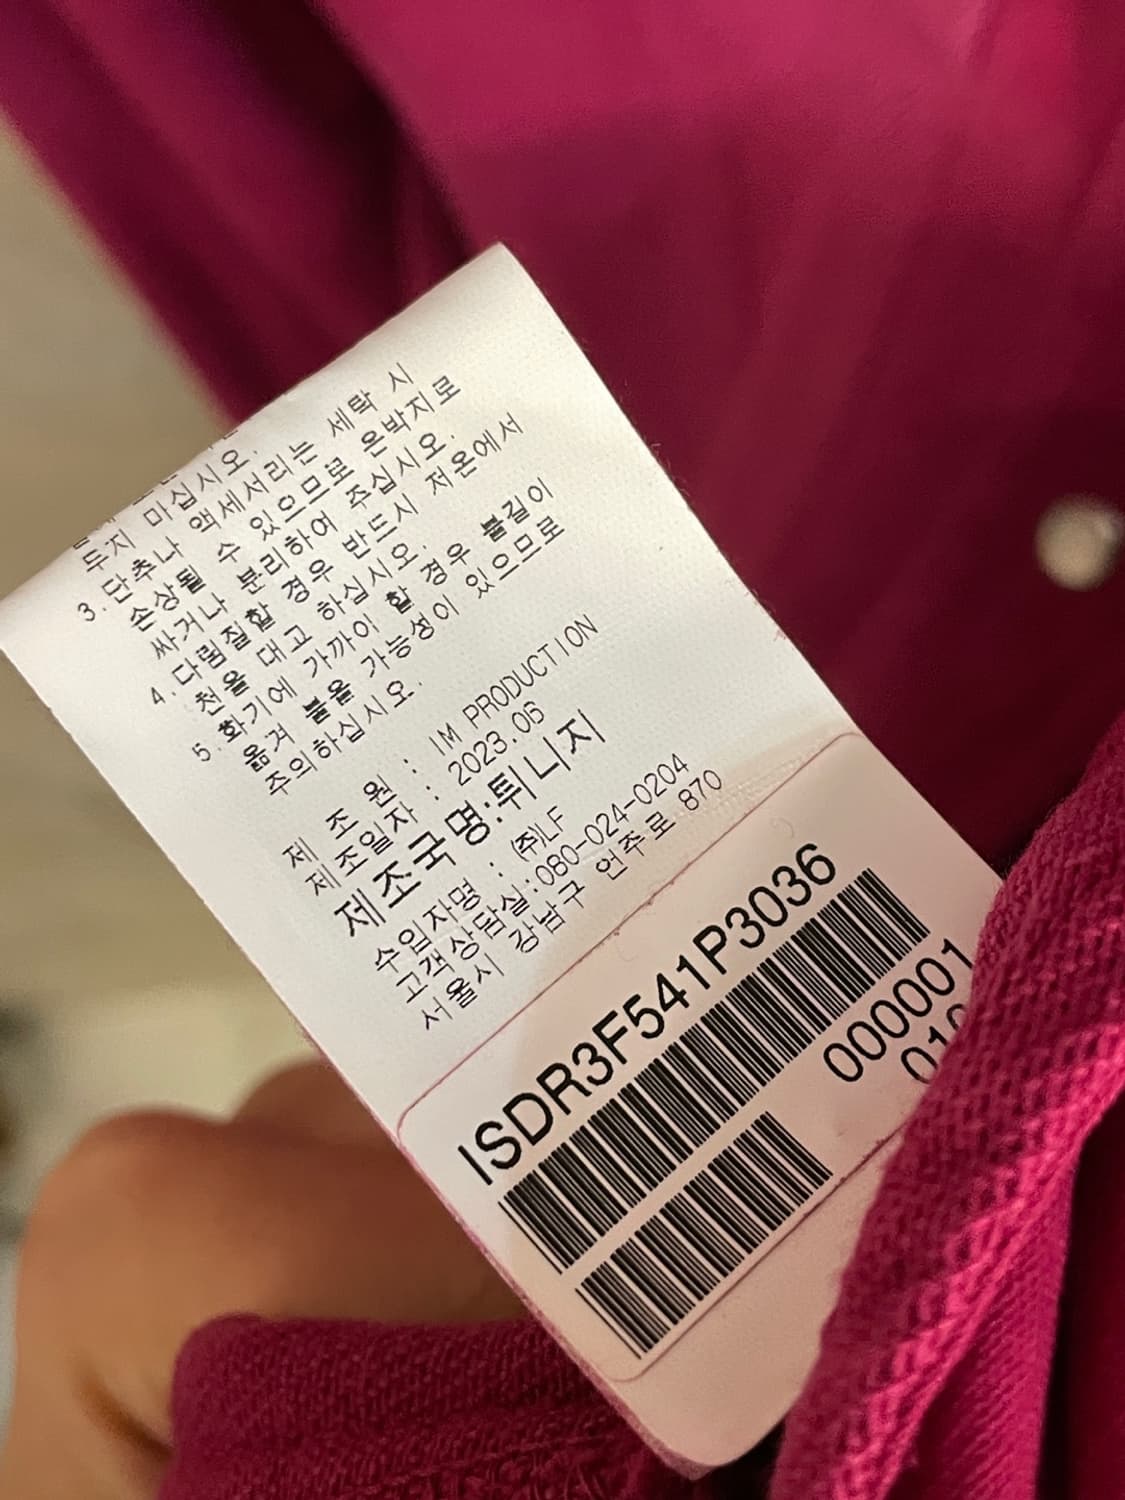 두지 마십시오.
3.단추나 액세서리는 세탁 시
손상될 수 있으므로 은박지로
싸거나 분리하여 주십시오.
4.다림질할 경우 반드시 저온에서
천을 대고 하십시오.
5.화기에 가까이 할 경우 불길이
옮겨 붙을 가능성이 있으므로
주의하십시오.
제 조 원 : IM PRODUCTION
제조일자 : 2023.06
제조국명:튀니지
수입자명 : (주)LF
고객상담실:080-024-0204
서울시 강남구 언주로 870
ISDR3F541P3036
000001